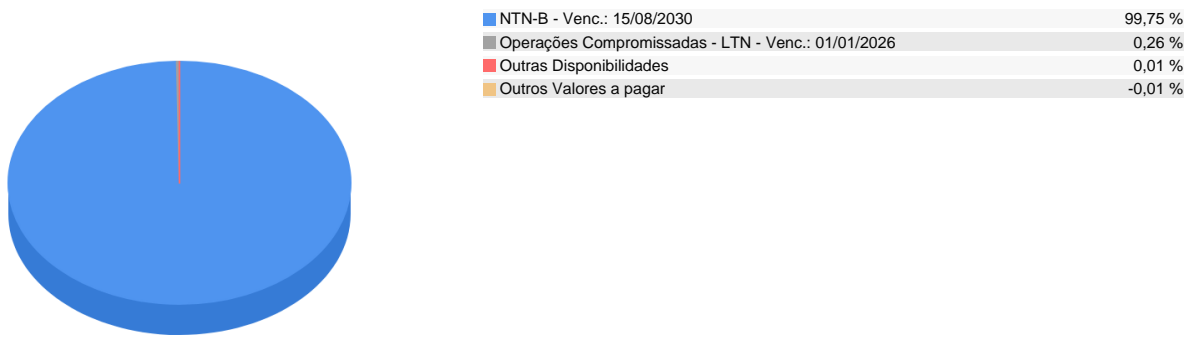 NTN-B - Venc.: 15/08/2030 99,75 %
Operações Compromissadas - LTN - Venc.: 01/01/2026 0,26 %
Outras Disponibilidades 0,01 %
Outros Valores a pagar -0,01 %